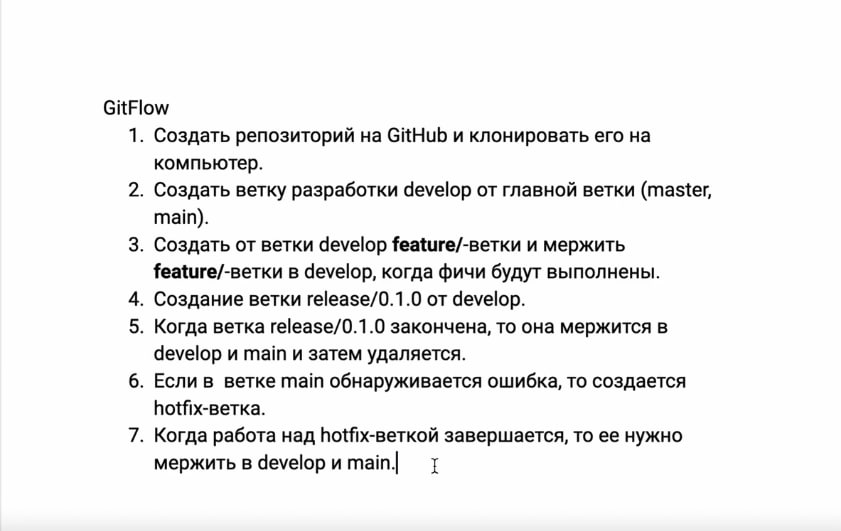 GitFlow
1. Создать репозиторий на GitHub и клонировать его на
компьютер.
2. Создать ветку разработки develop от главной ветки (master,
main).
3. Создать от ветки develop feature/-ветки и мержить
feature/-ветки в develop, когда фичи будут выполнены.
4. Создание ветки release/0.1.0 от develop.
5. Когда ветка release/0.1.0 закончена, то она мержится в
develop и main и затем удаляется.
6. Если в  ветке main обнаруживается ошибка, то создается
hotfix-ветка.
7. Когда работа над hotfix-веткой завершается, то ее нужно
мержить в develop и main.